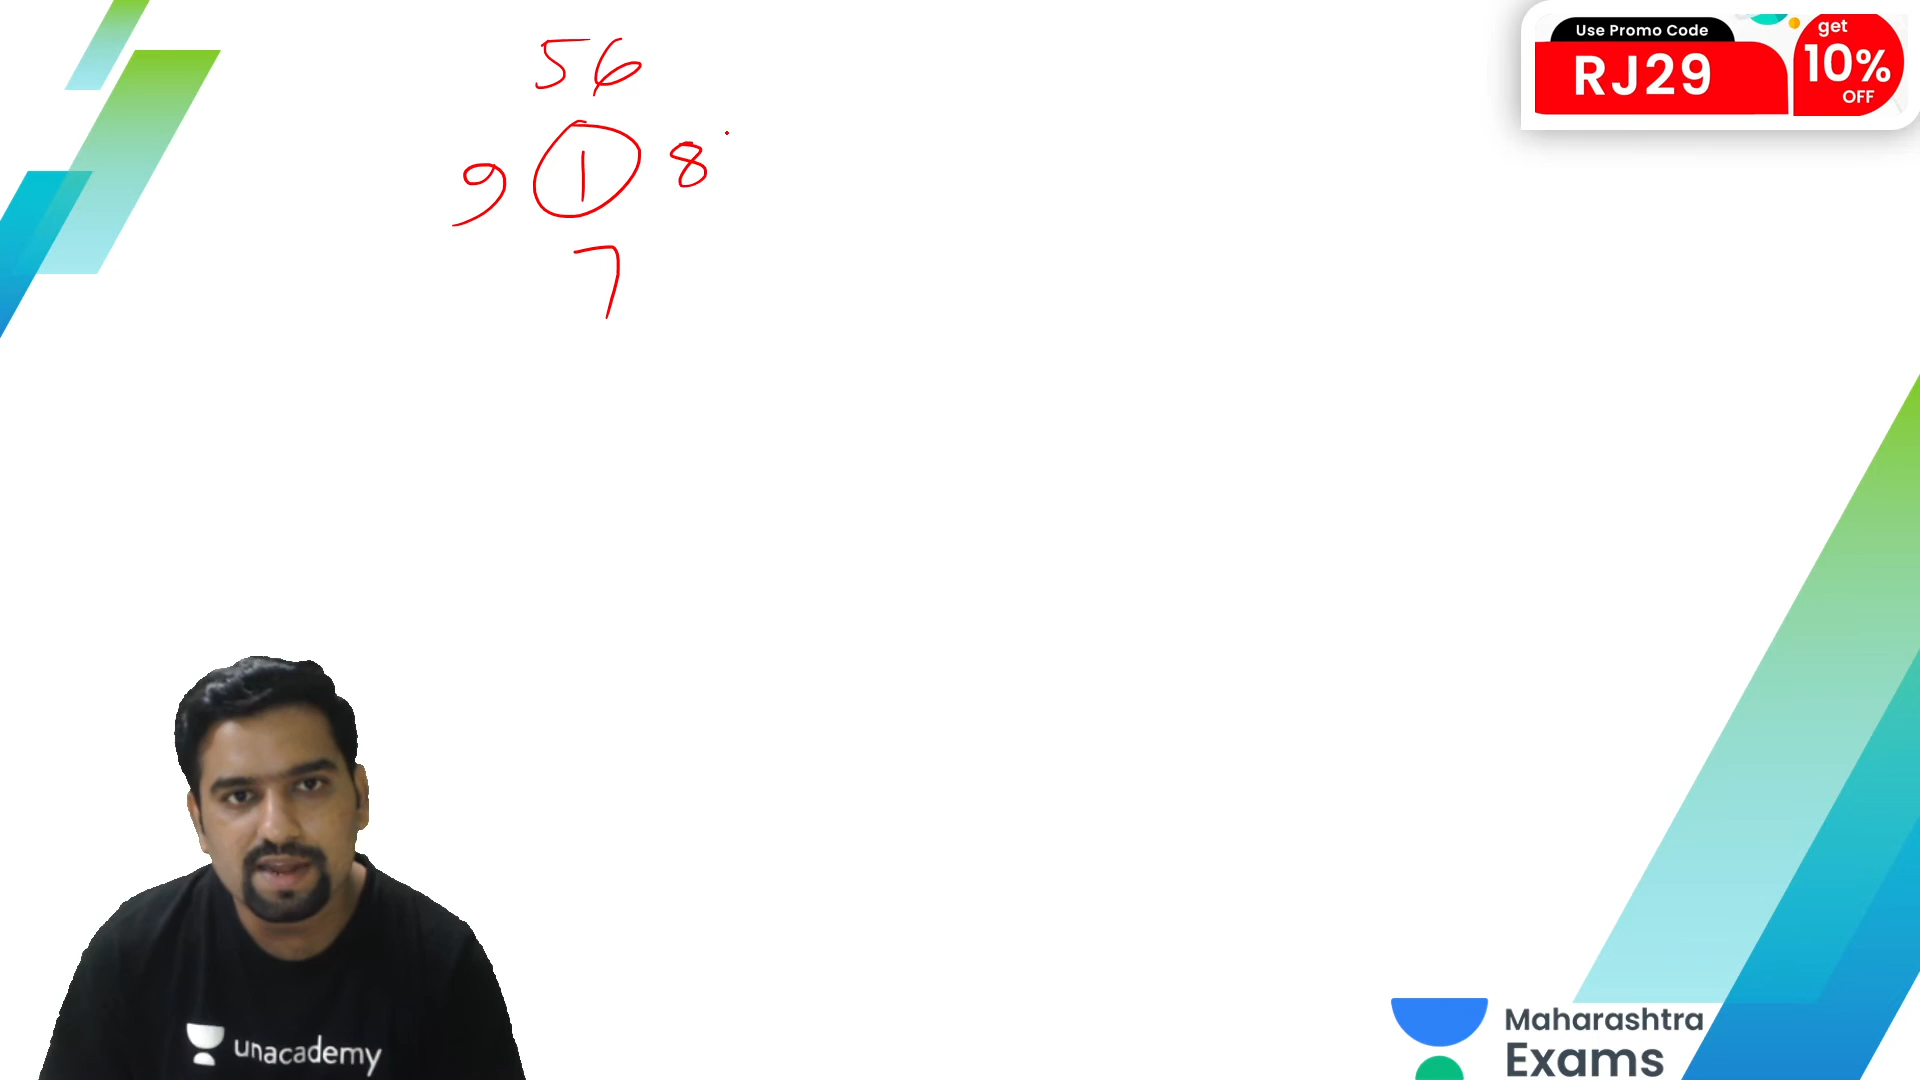 Use Promo Code
RJ29
get
10%
OFF
56
9 1 8
7
unacademy
Maharashtra
Exams